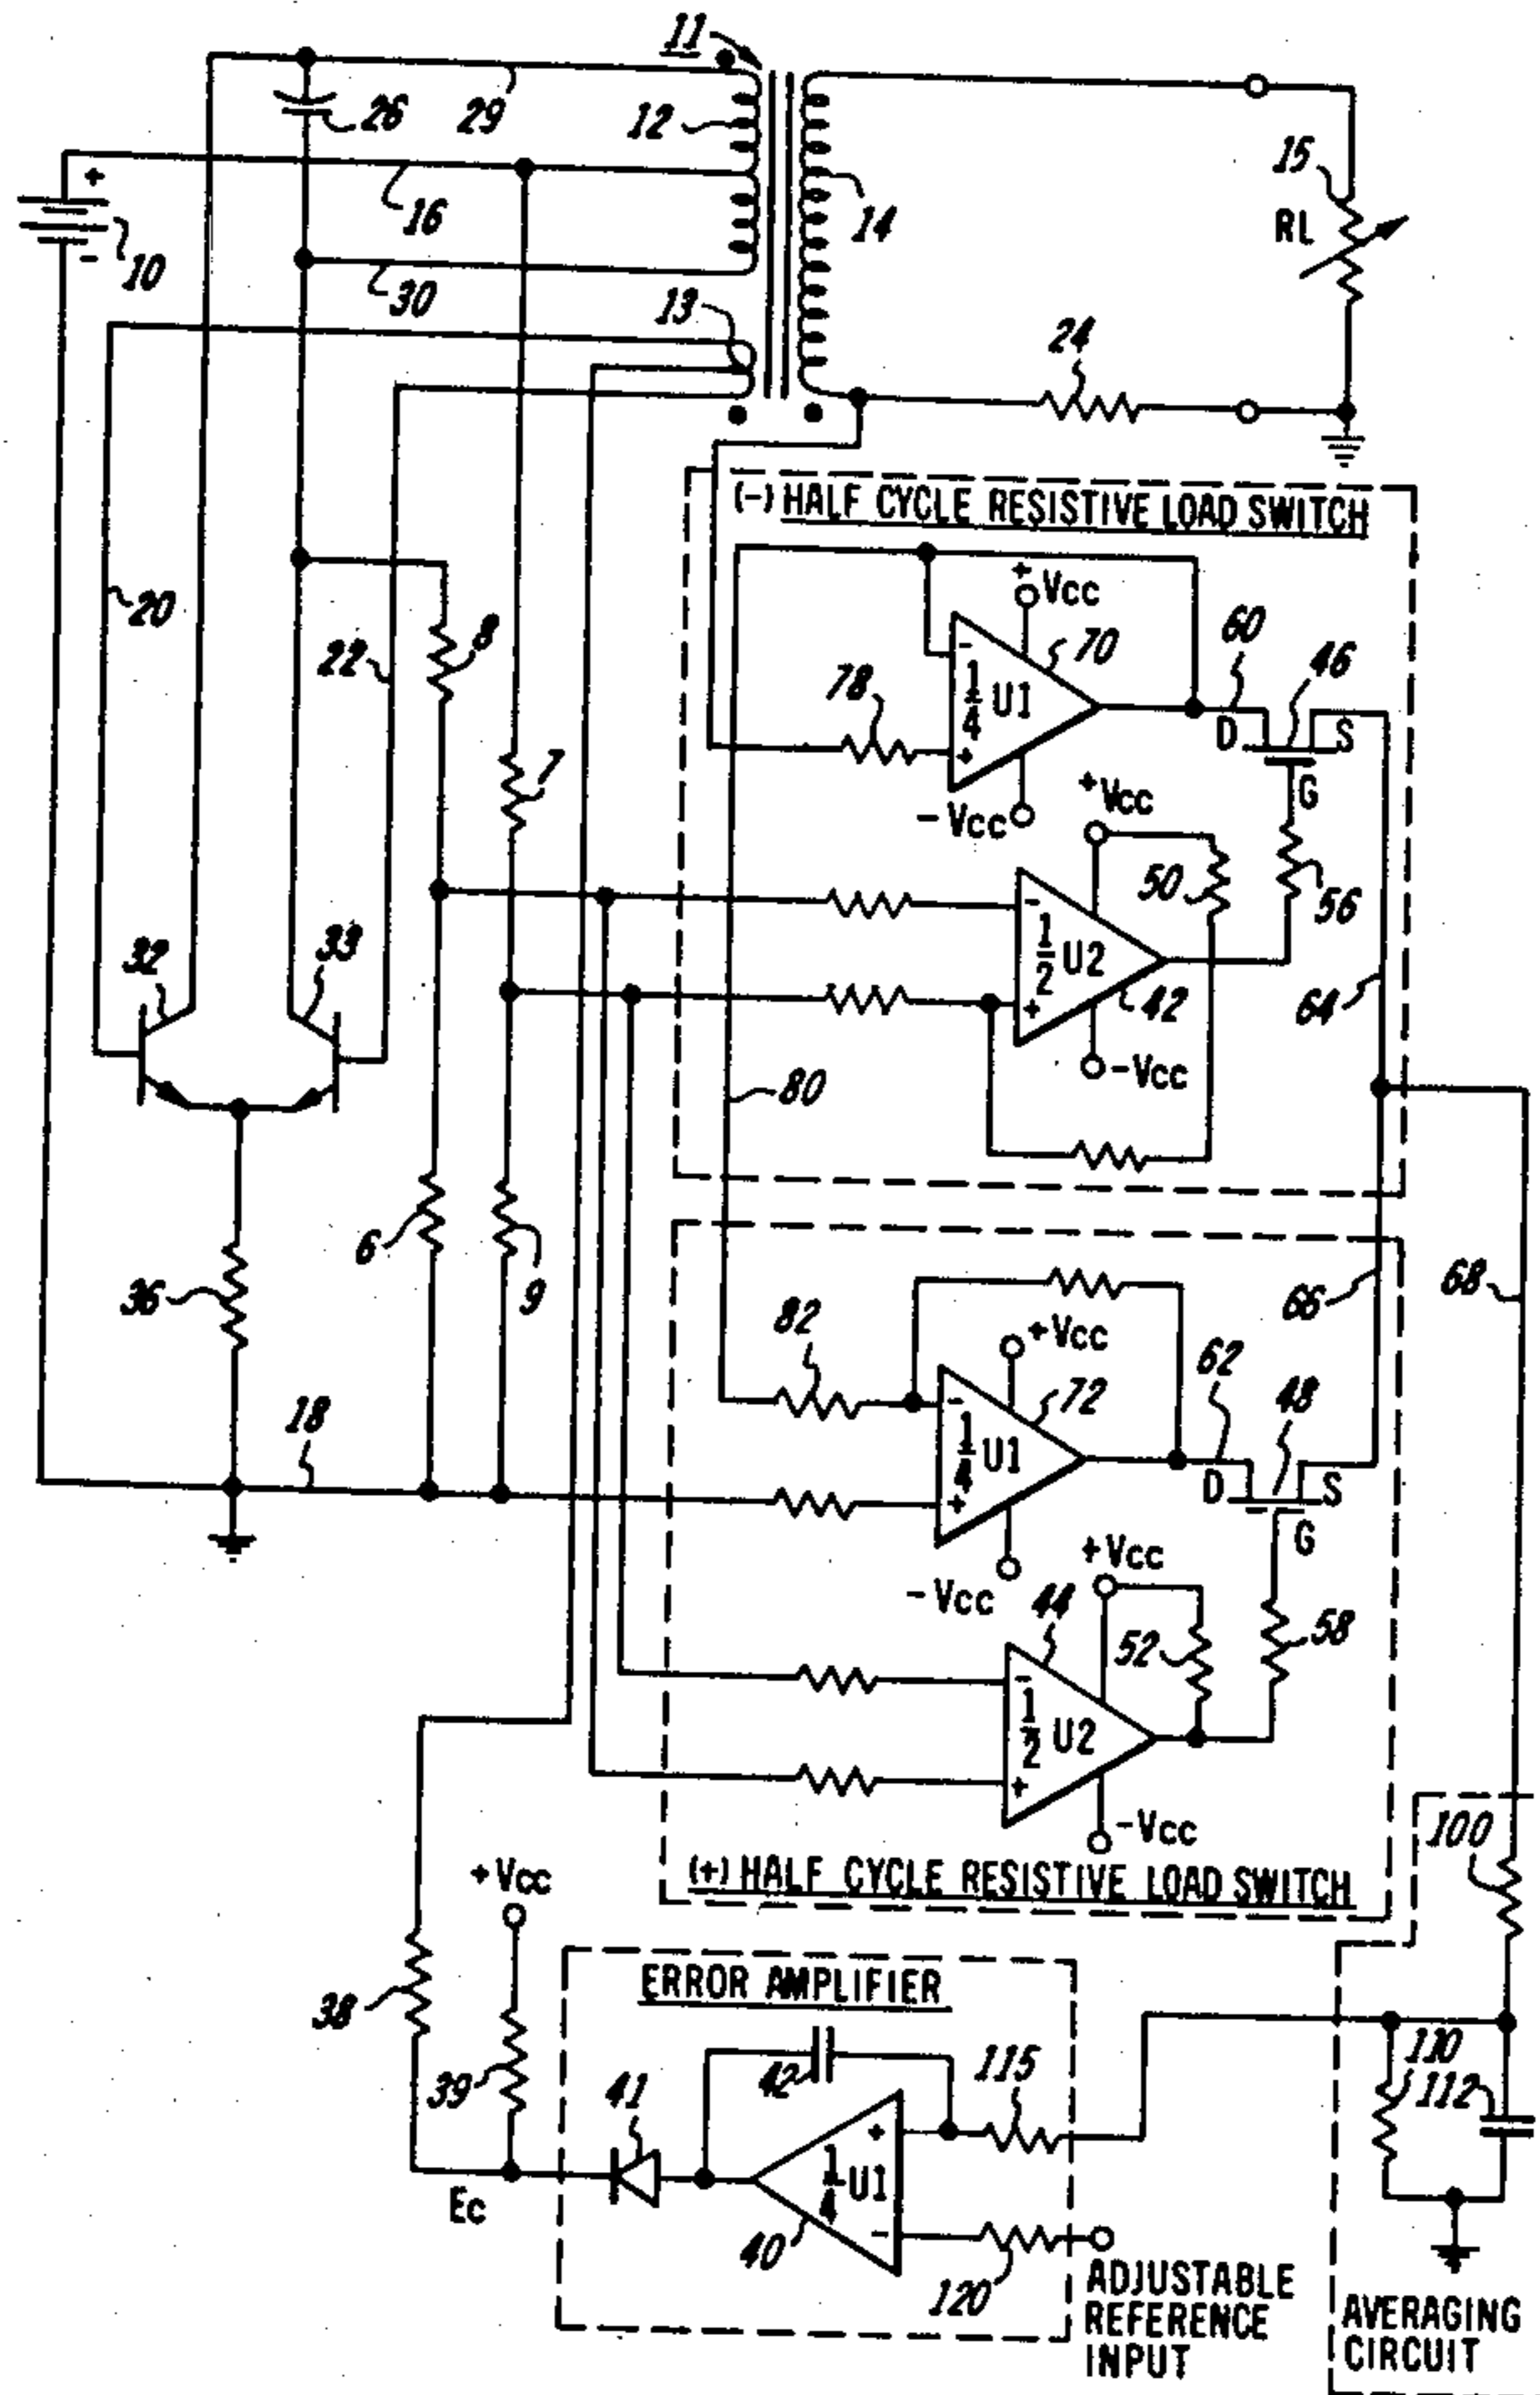 11
29
12
26
+
16
10
-
14
15
RL
30
13
24
(-) HALF CYCLE RESISTIVE LOAD SWITCH
20
22
8
+
Vcc
-
1/4 U1
+
70
78
60
46
D
S
G
-Vcc
7
+Vcc
50
56
-
1/2 U2
+
42
-Vcc
64
32
33
80
6
9
36
18
82
+Vcc
66
68
62
48
-
1/4 U1
+
72
D
S
G
-Vcc
+Vcc
44
52
58
-
1/2 U2
+
-Vcc
100
(+) HALF CYCLE RESISTIVE LOAD SWITCH
+Vcc
38
39
ERROR AMPLIFIER
42
115
110
112
41
+
1/4 U1
-
40
Ec
120
ADJUSTABLE
REFERENCE
INPUT
AVERAGING
CIRCUIT